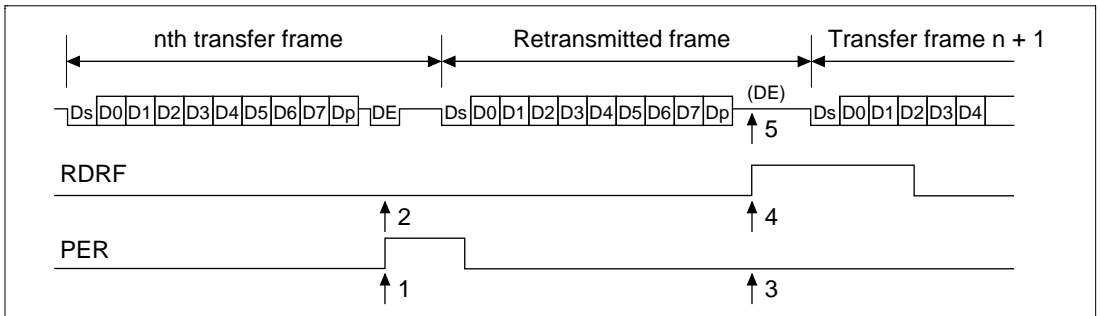 nth transfer frame Retransmitted frame Transfer frame n + 1
(DE)
Ds D0 D1 D2 D3 D4 D5 D6 D7 Dp DE Ds D0 D1 D2 D3 D4 D5 D6 D7 Dp Ds D0 D1 D2 D3 D4
5
RDRF
2 4
PER
1 3